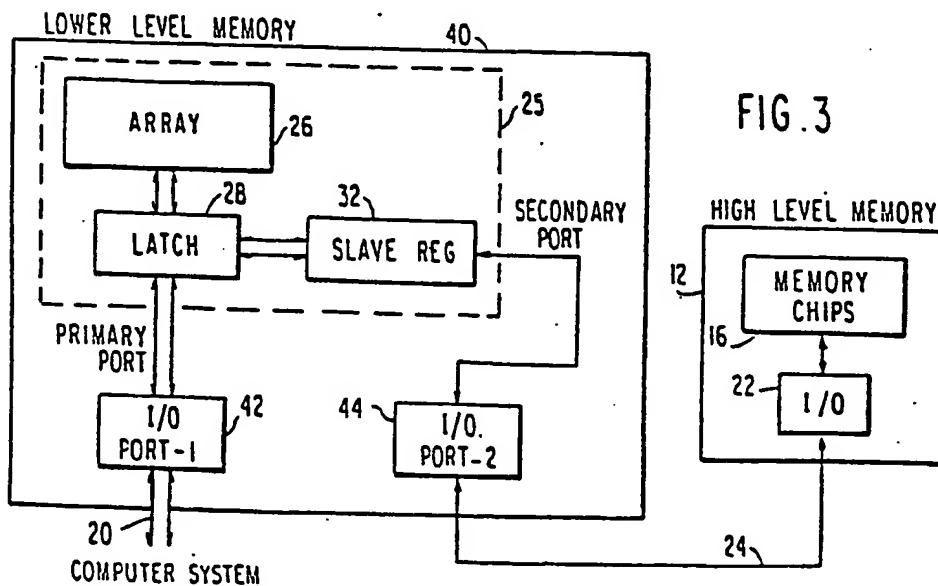 LOWER LEVEL MEMORY
40
ARRAY
26
25
FIG.3
28
32
LATCH
SLAVE REG
SECONDARY
PORT
HIGH LEVEL MEMORY
12
MEMORY
CHIPS
16
PRIMARY
PORT
22
I/O
I/O
PORT-1
42
44
I/O.
PORT-2
20
24
COMPUTER SYSTEM